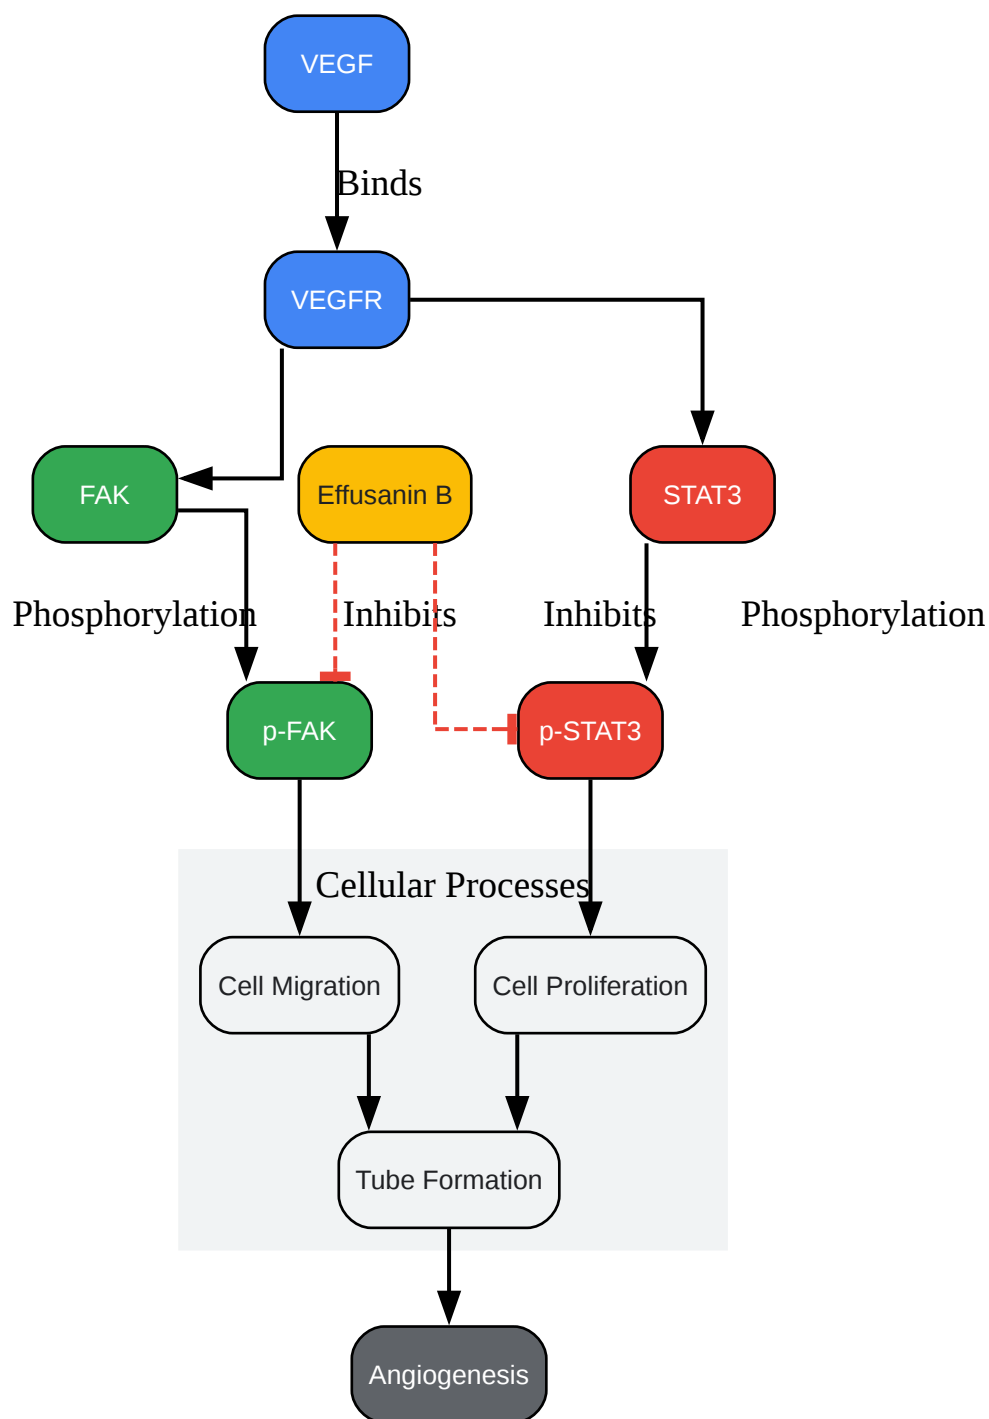 VEGF
Binds
VEGFR
FAK
Effusanin B
STAT3
Phosphorylation
Inhibits
Inhibits
Phosphorylation
p-FAK
p-STAT3
Cellular Processes
Cell Migration
Cell Proliferation
Tube Formation
Angiogenesis